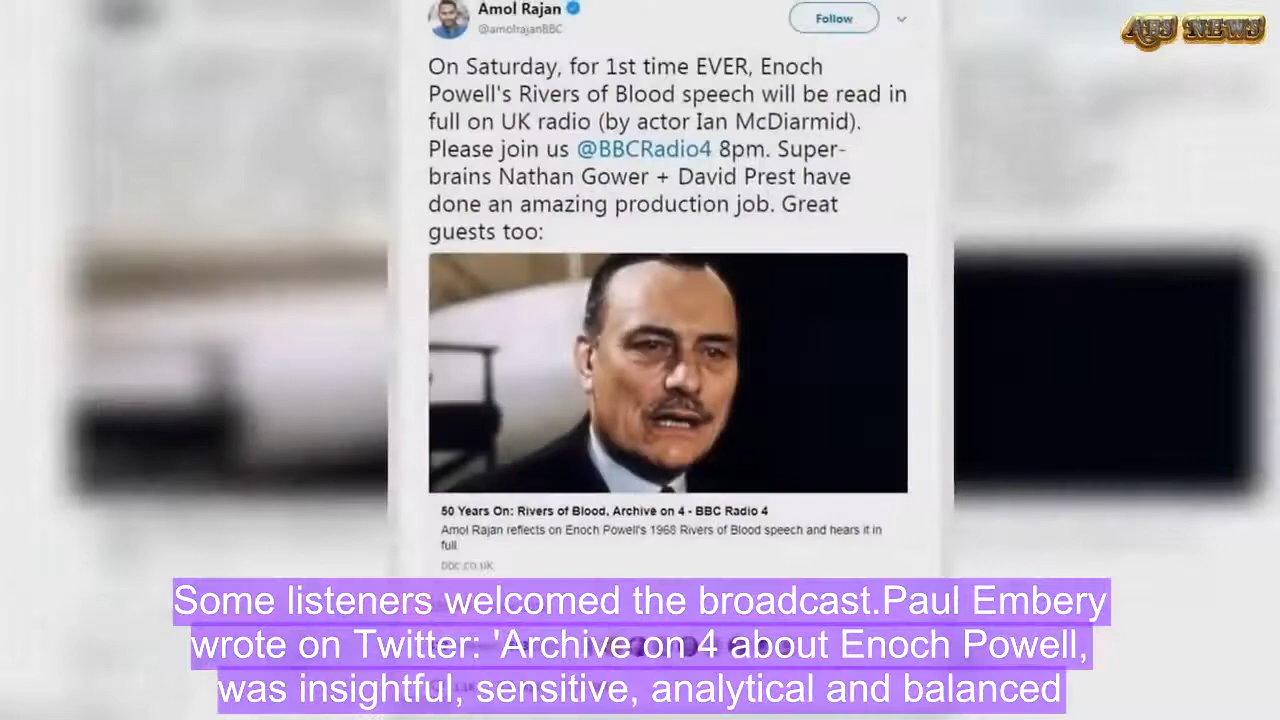 Amol Rajan
@amolrajanBBC
Follow
ABS NEWS
On Saturday, for 1st time EVER, Enoch
Powell's Rivers of Blood speech will be read in
full on UK radio (by actor Ian McDiarmid).
Please join us @BBCRadio4 8pm. Super-
brains Nathan Gower + David Prest have
done an amazing production job. Great
guests too:
50 Years On: Rivers of Blood, Archive on 4 - BBC Radio 4
Amol Rajan reflects on Enoch Powell's 1968 Rivers of Blood speech and hears it in
full
bbc.co.uk
Some listeners welcomed the broadcast.Paul Embery
wrote on Twitter: 'Archive on 4 about Enoch Powell,
was insightful, sensitive, analytical and balanced